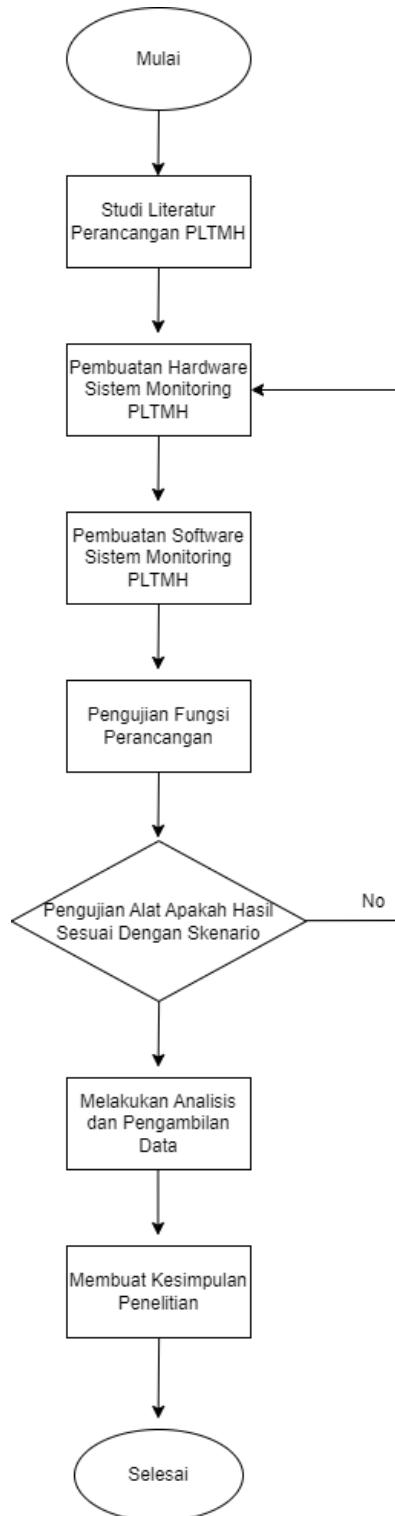 Mulai
Studi Literatur
Perancangan PLTMH
Pembuatan Hardware
Sistem Monitoring
PLTMH
Pembuatan Software
Sistem Monitoring
PLTMH
Pengujian Fungsi
Perancangan
Pengujian Alat Apakah Hasil
Sesuai Dengan Skenario
No
Melakukan Analisis
dan Pengambilan
Data
Membuat Kesimpulan
Penelitian
Selesai